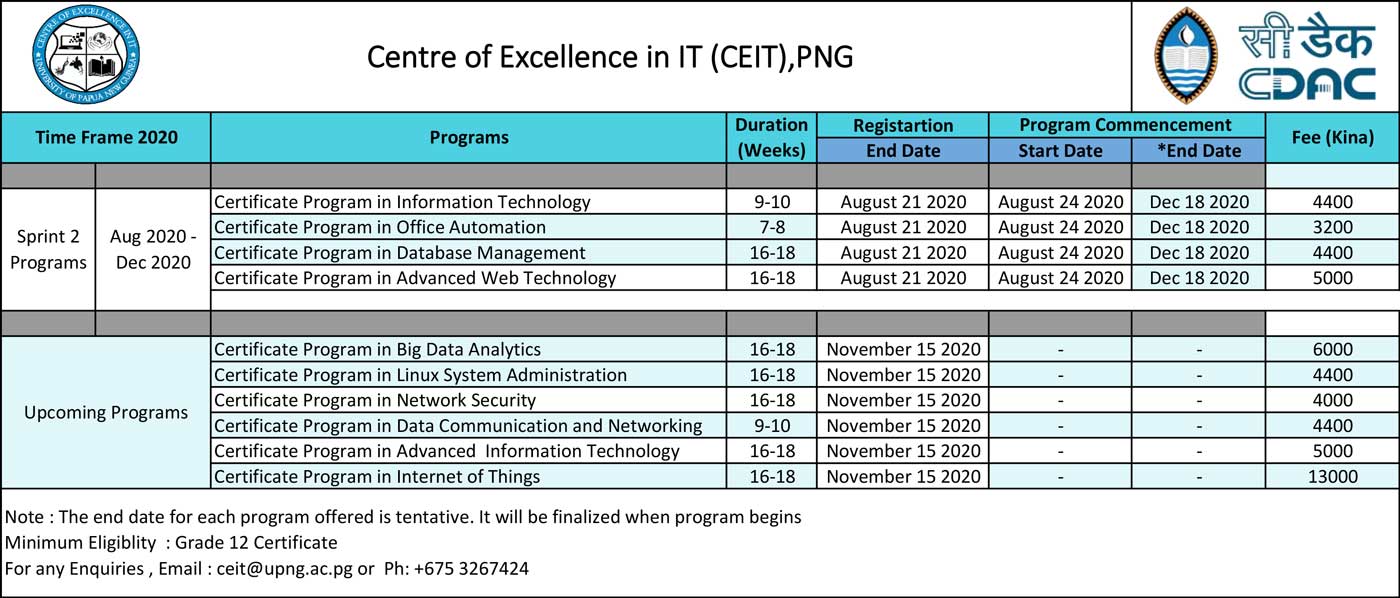 CENTRE OF EXCELLENCE IN IT
UNIVERSITY OF PAPUA NEW GUINEA
Centre of Excellence in IT (CEIT),PNG
सी डैक
CDAC
Time Frame 2020 Programs Duration (Weeks) Registartion End Date Program Commencement Start Date *End Date Fee (Kina)
Sprint 2 Programs Aug 2020 - Dec 2020
Certificate Program in Information Technology 9-10 August 21 2020 August 24 2020 Dec 18 2020 4400
Certificate Program in Office Automation 7-8 August 21 2020 August 24 2020 Dec 18 2020 3200
Certificate Program in Database Management 16-18 August 21 2020 August 24 2020 Dec 18 2020 4400
Certificate Program in Advanced Web Technology 16-18 August 21 2020 August 24 2020 Dec 18 2020 5000
Upcoming Programs
Certificate Program in Big Data Analytics 16-18 November 15 2020 - - 6000
Certificate Program in Linux System Administration 16-18 November 15 2020 - - 4400
Certificate Program in Network Security 16-18 November 15 2020 - - 4000
Certificate Program in Data Communication and Networking 9-10 November 15 2020 - - 4400
Certificate Program in Advanced  Information Technology 16-18 November 15 2020 - - 5000
Certificate Program in Internet of Things 16-18 November 15 2020 - - 13000
Note : The end date for each program offered is tentative. It will be finalized when program begins
Minimum Eligiblity  : Grade 12 Certificate
For any Enquiries , Email : ceit@upng.ac.pg or  Ph: +675 3267424